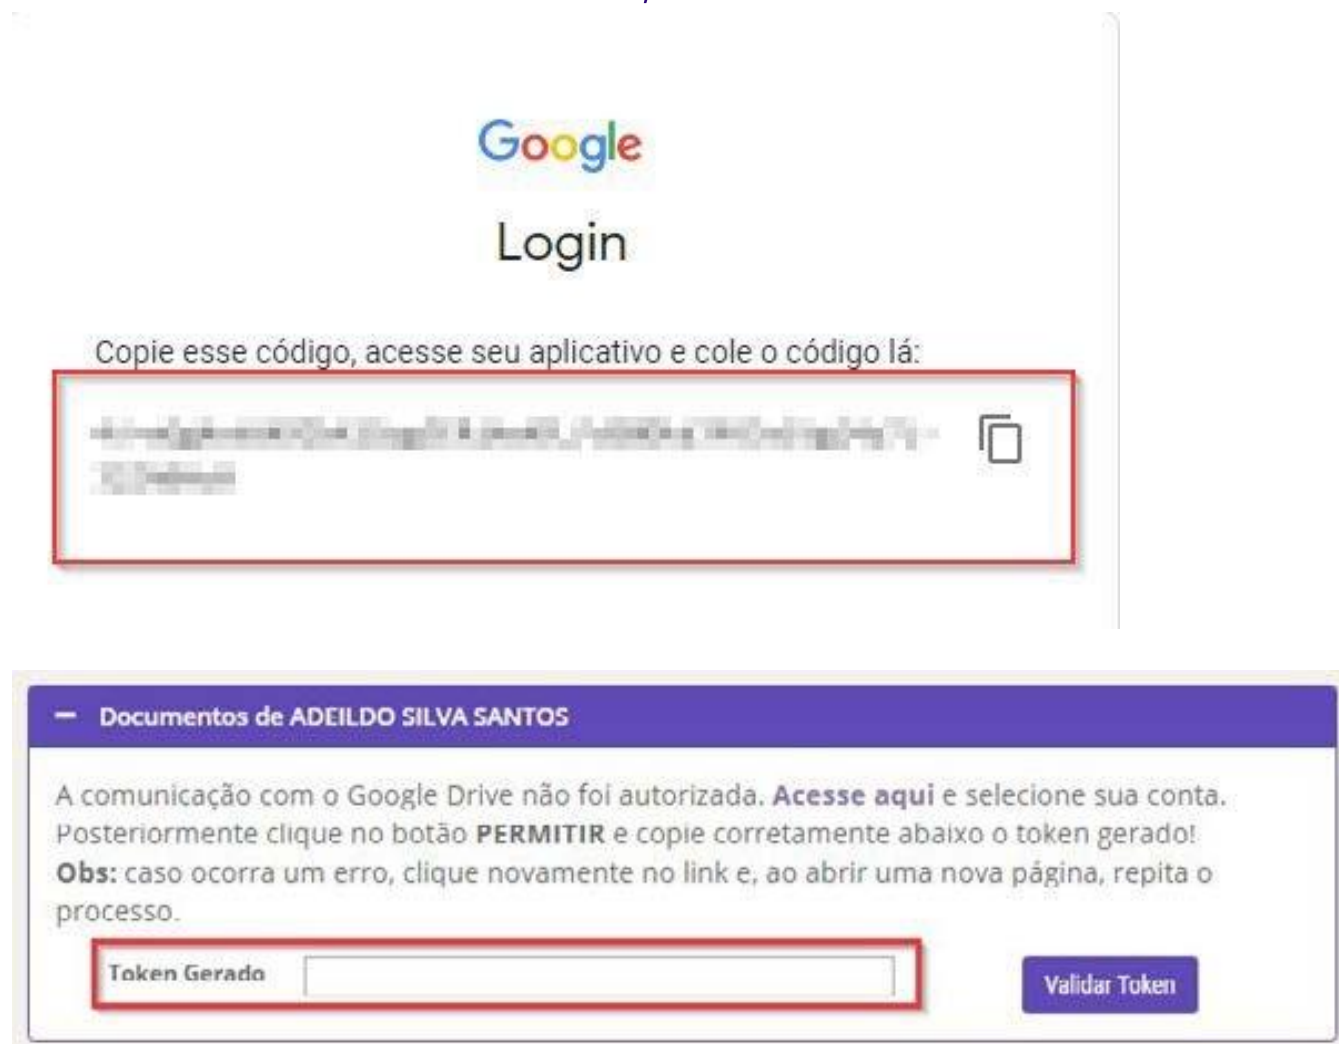 Google
Login
Copie esse código, acesse seu aplicativo e cole o código lá:
Documentos de ADEILDO SILVA SANTOS
A comunicação com o Google Drive não foi autorizada. Acesse aqui e selecione sua conta.
Posteriormente clique no botão PERMITIR e copie corretamente abaixo o token gerado!
Obs: caso ocorra um erro, clique novamente no link e, ao abrir uma nova página, repita o
processo.
Token Gerado
Validar Token